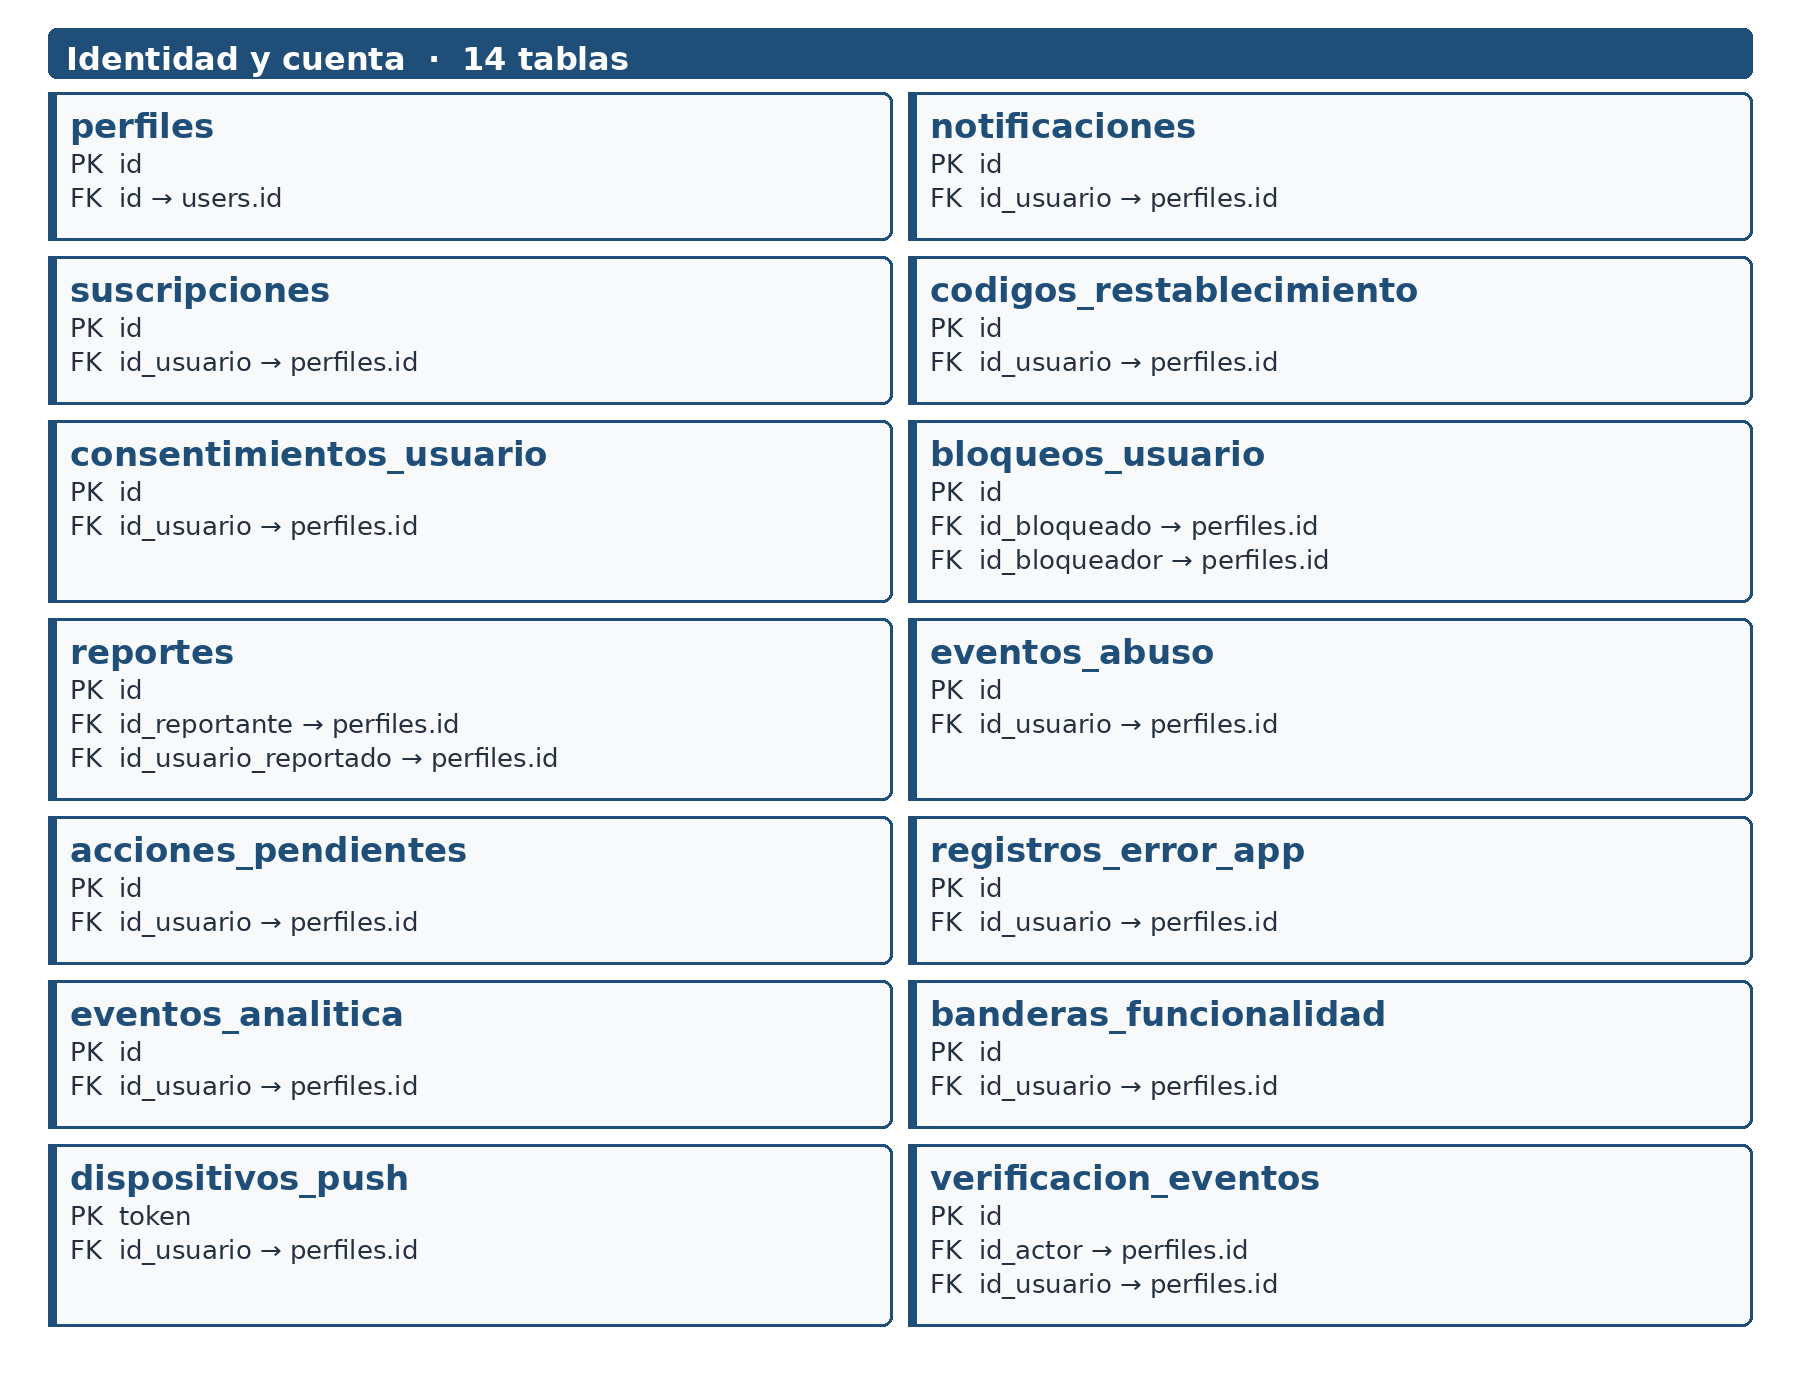 Identidad y cuenta · 14 tablas
perfiles
PK id
FK id → users.id
notificaciones
PK id
FK id_usuario → perfiles.id
suscripciones
PK id
FK id_usuario → perfiles.id
codigos_restablecimiento
PK id
FK id_usuario → perfiles.id
consentimientos_usuario
PK id
FK id_usuario → perfiles.id
bloqueos_usuario
PK id
FK id_bloqueado → perfiles.id
FK id_bloqueador → perfiles.id
reportes
PK id
FK id_reportante → perfiles.id
FK id_usuario_reportado → perfiles.id
eventos_abuso
PK id
FK id_usuario → perfiles.id
acciones_pendientes
PK id
FK id_usuario → perfiles.id
registros_error_app
PK id
FK id_usuario → perfiles.id
eventos_analitica
PK id
FK id_usuario → perfiles.id
banderas_funcionalidad
PK id
FK id_usuario → perfiles.id
dispositivos_push
PK token
FK id_usuario → perfiles.id
verificacion_eventos
PK id
FK id_actor → perfiles.id
FK id_usuario → perfiles.id